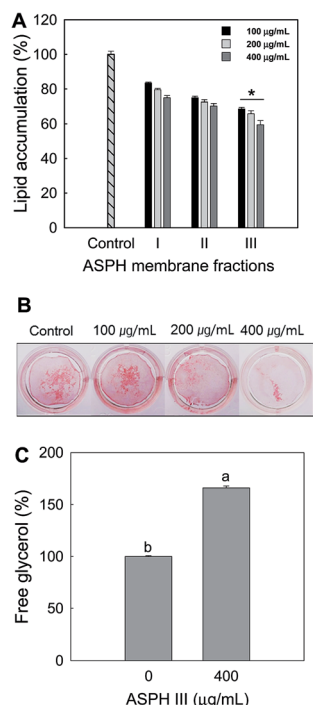 A
Lipid accumulation (%)
120
100
80
60
40
20
0
100 µg/mL
200 µg/mL
400 µg/mL
*
Control I II III
ASPH membrane fractions
B
Control 100 µg/mL 200 µg/mL 400 µg/mL
C
Free glycerol (%)
200
150
100
50
0
b
a
0 400
ASPH III (µg/mL)